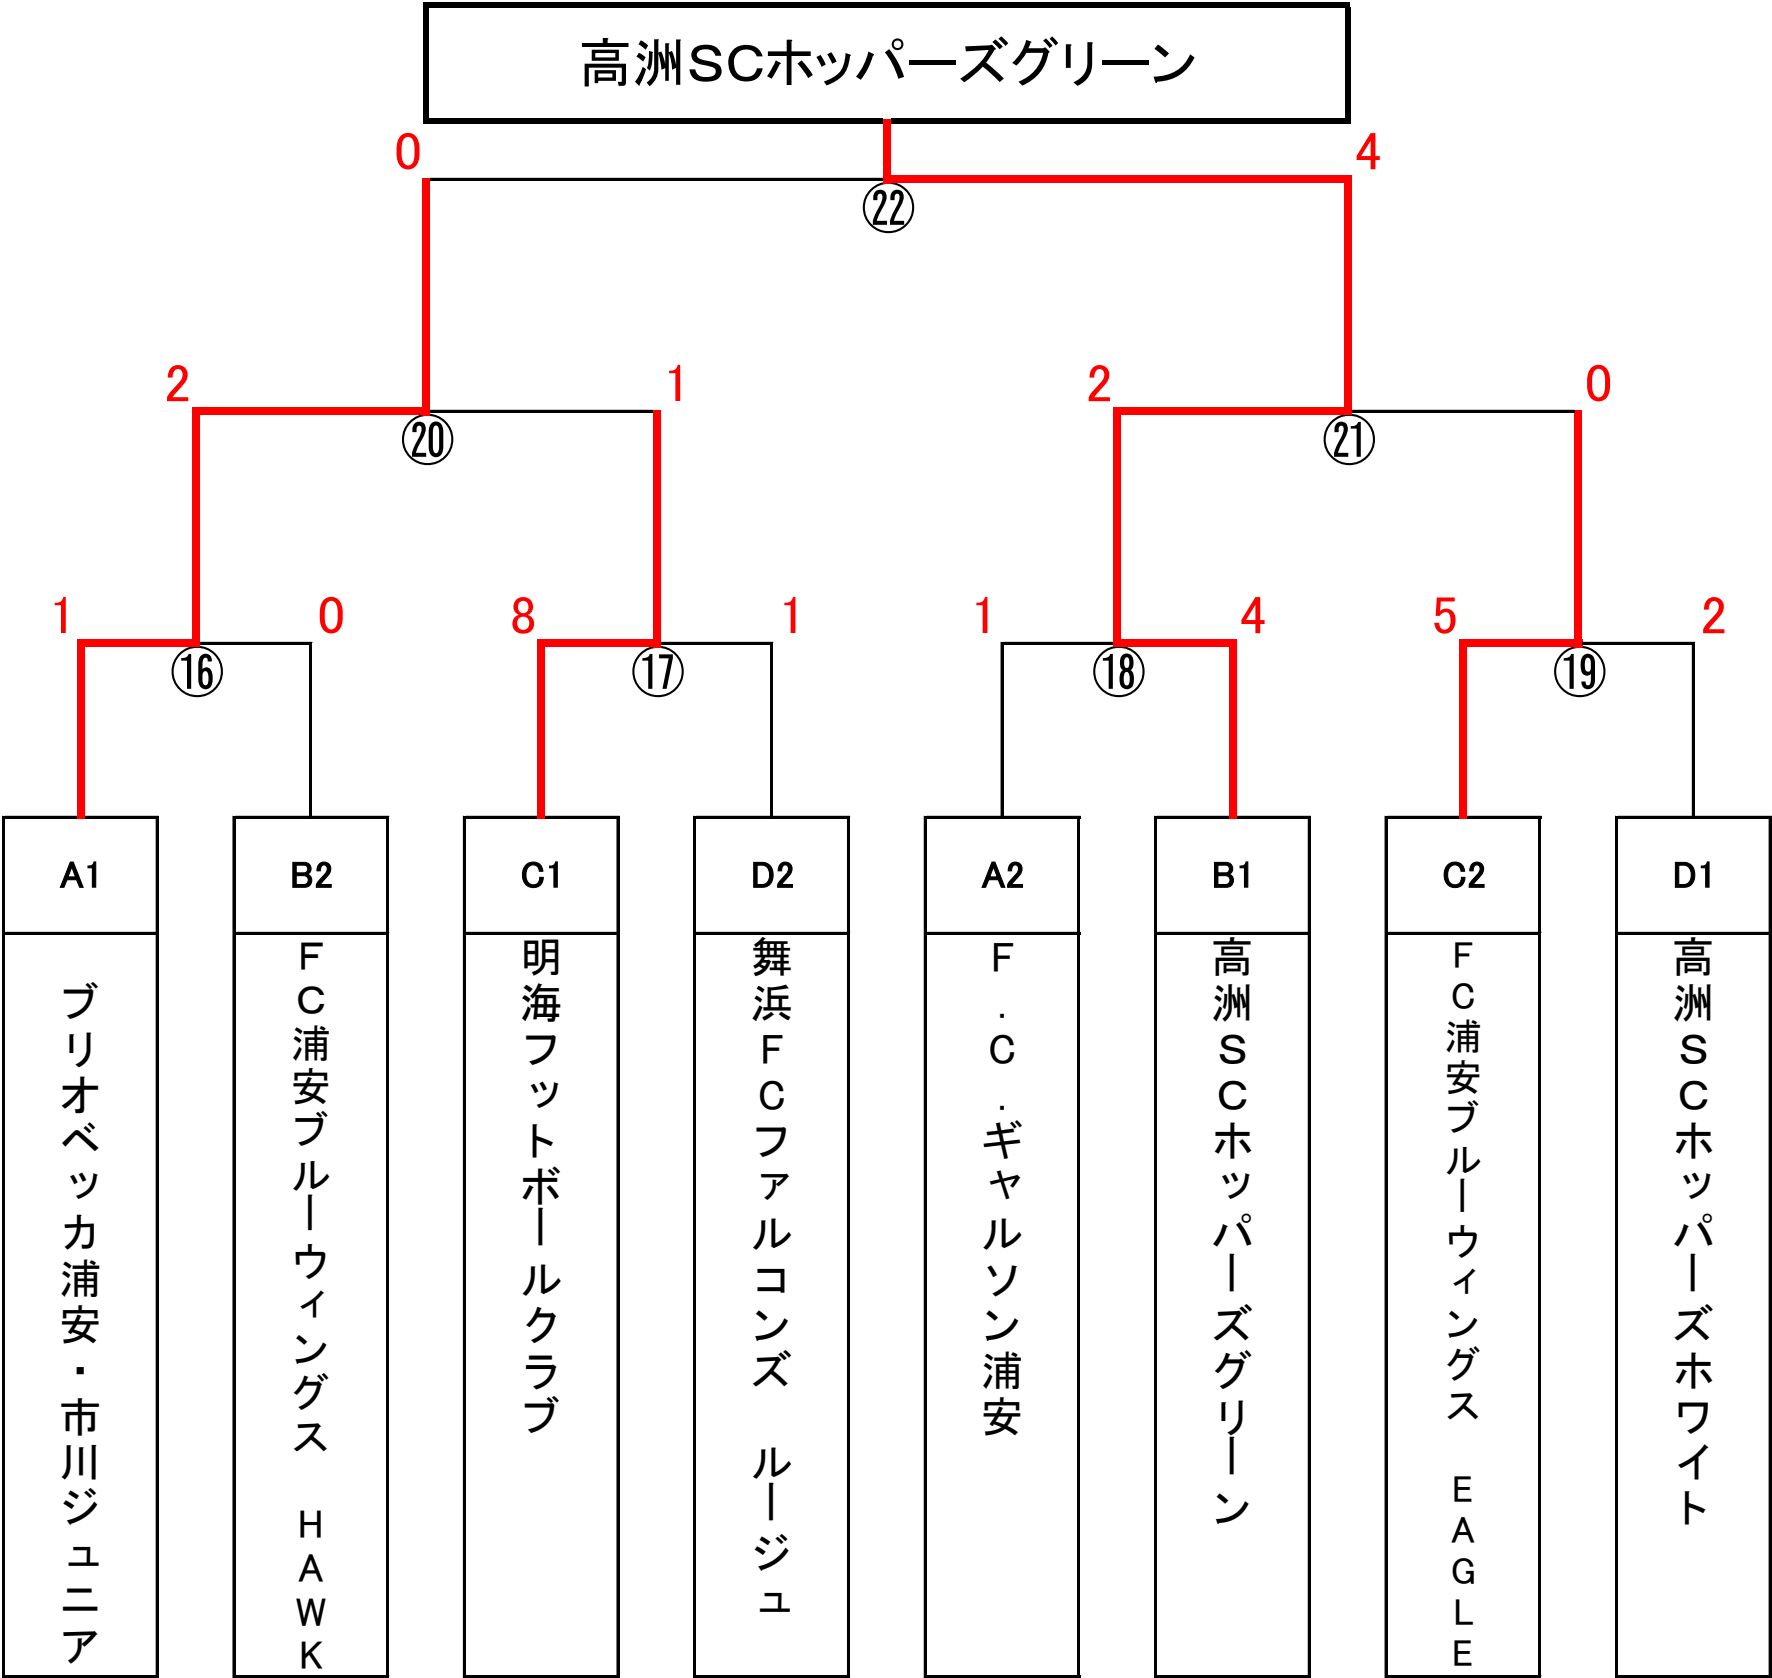 高洲SCホッパーズグリーン
0 4
㉒
2 1 2 0
⑳ ㉑
1 0 8 1 1 4 5 2
⑯ ⑰ ⑱ ⑲
A1 B2 C1 D2 A2 B1 C2 D1
ブリオベッカ浦安・市川ジュニア
FC浦安ブルーウィングス HAWK
明海フットボールクラブ
舞浜FCファルコンズ ルージュ
F.C.ギャルソン浦安
高洲SCホッパーズグリーン
FC浦安ブルーウィングス EAGLE
高洲SCホッパーズホワイト